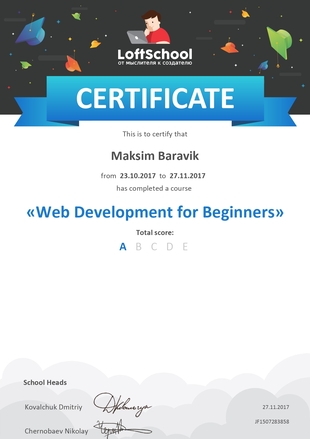 LOFTSCHOOL
ОТ МЫСЛИТЕЛЯ К СОЗДАТЕЛЮ
CERTIFICATE
This is to certify that
Maksim Baravik
from 23.10.2017 to 27.11.2017
has completed a course
«Web Development for Beginners»
Total score:
A B C D E
School Heads
Kovalchuk Dmitriy
27.11.2017
Chernobaev Nikolay
JF1507283858